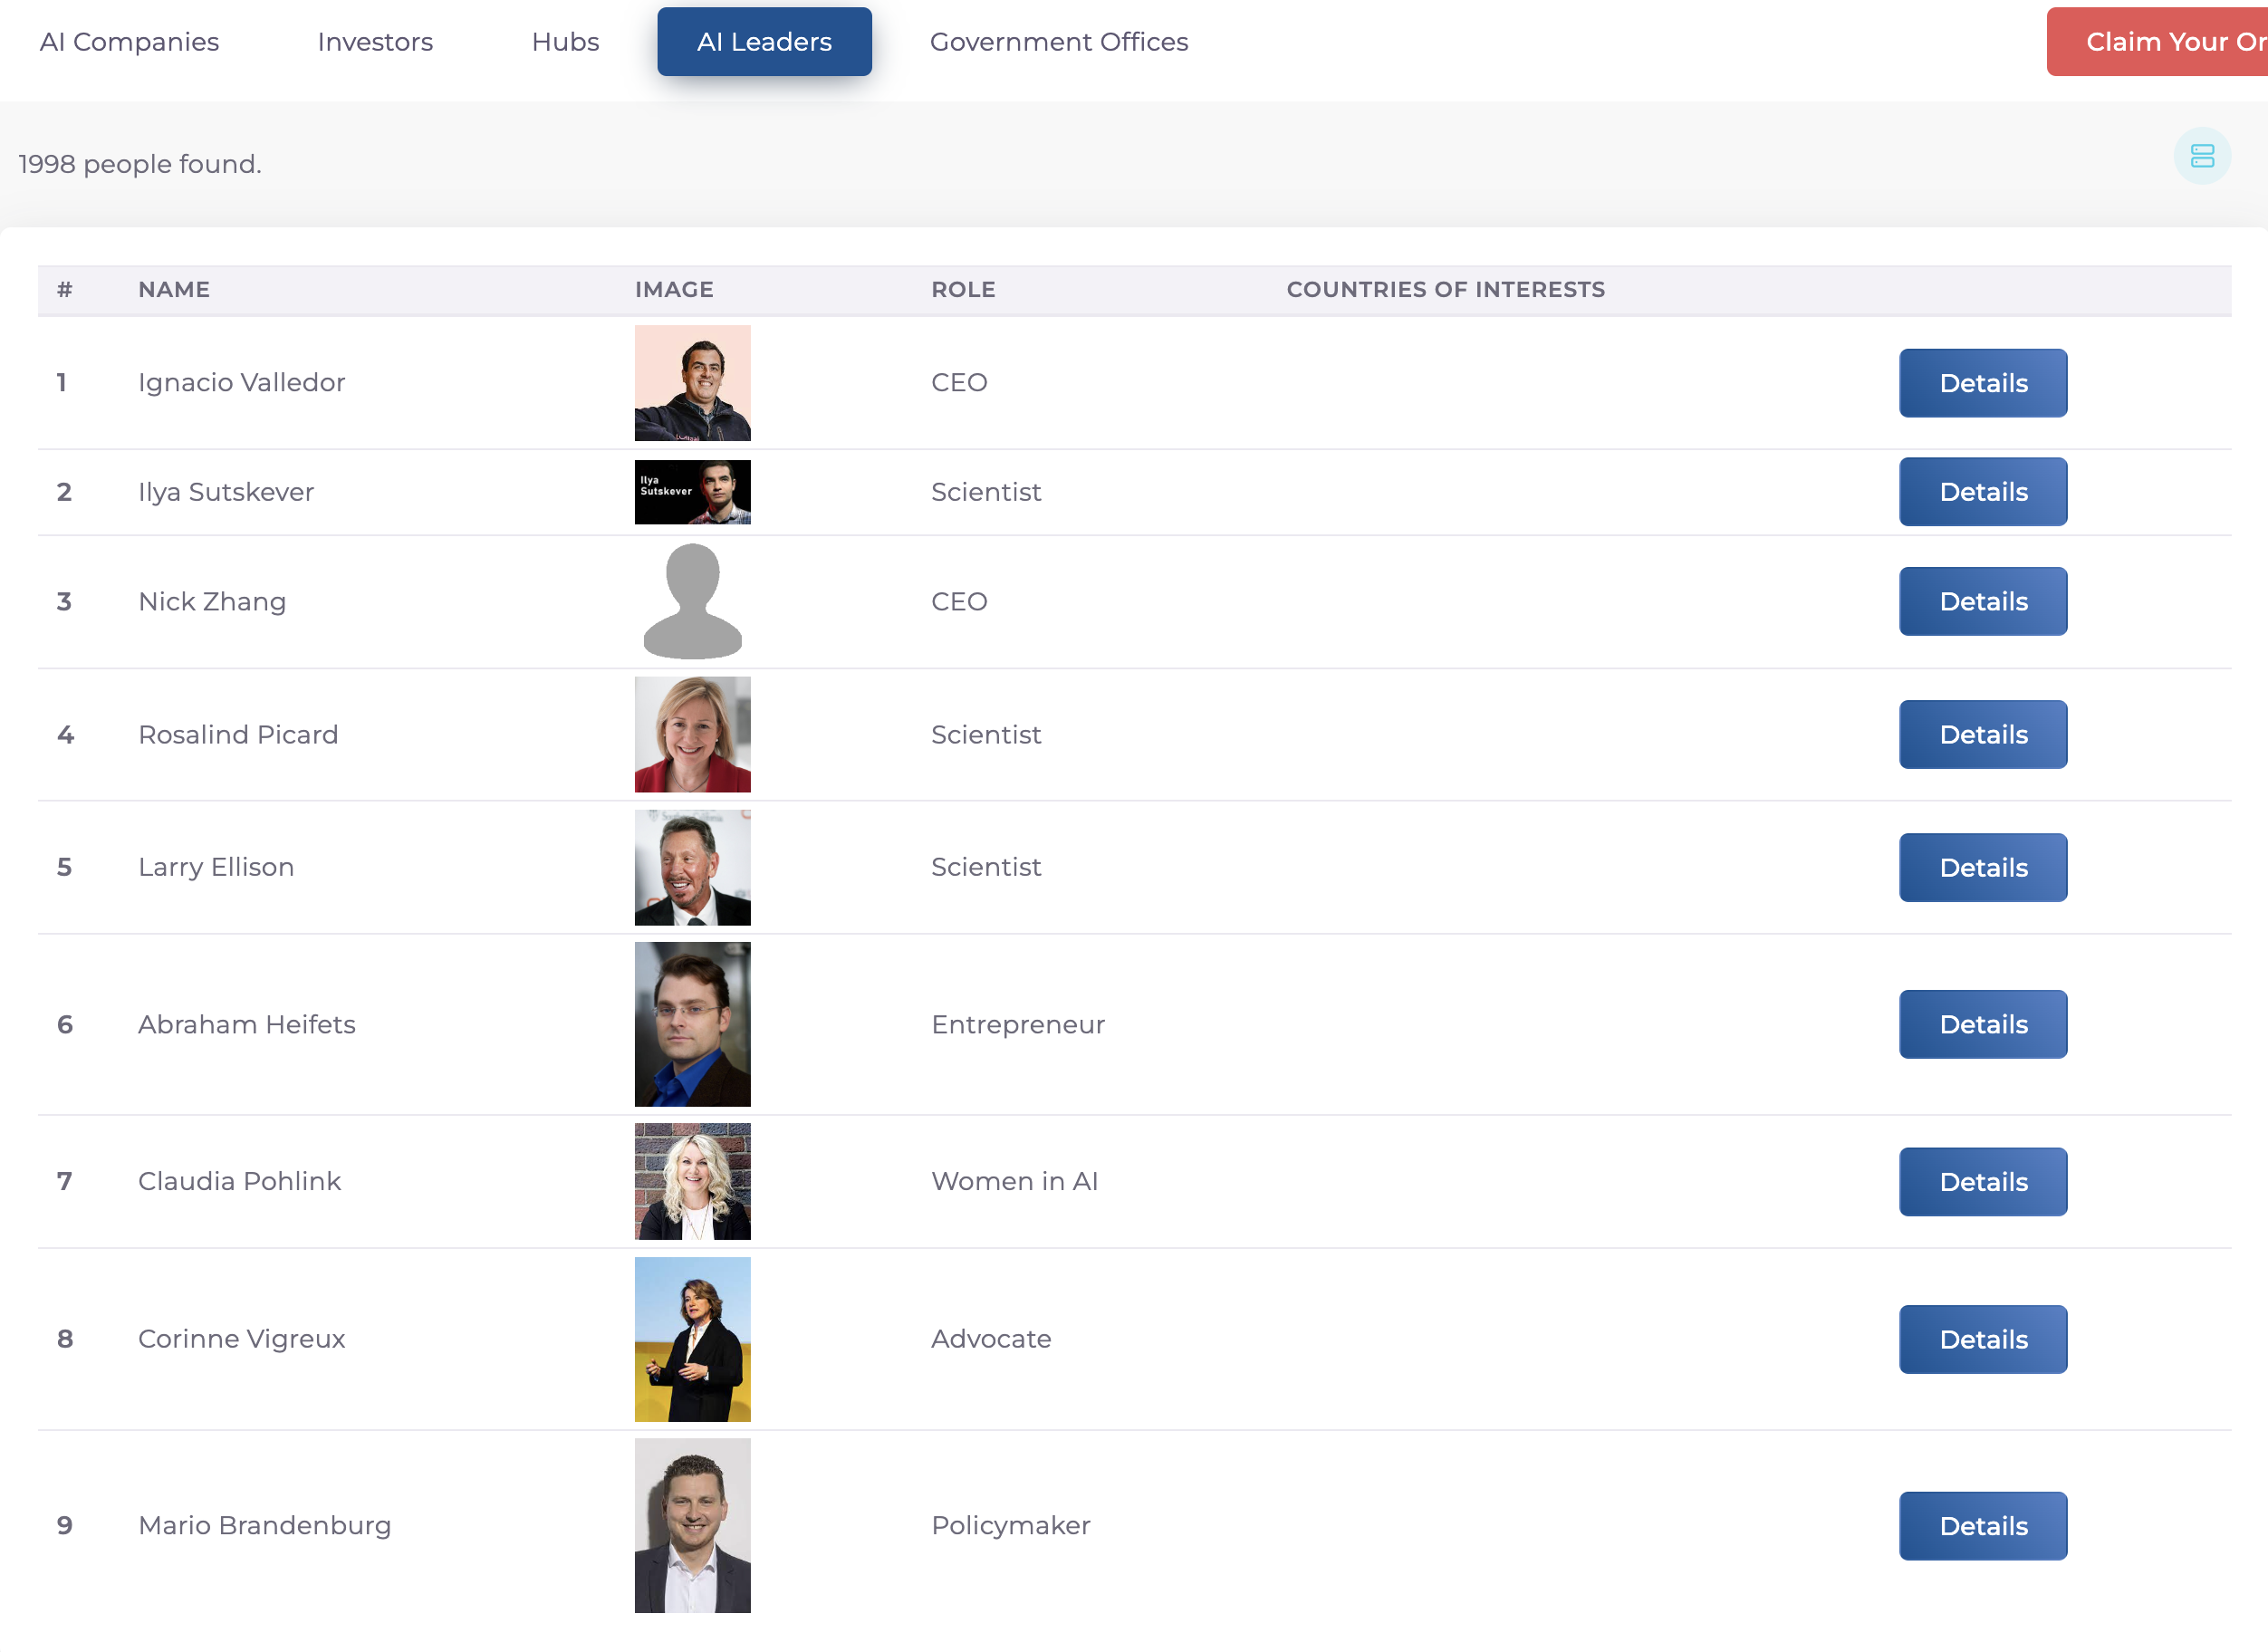 AI Companies Investors Hubs AI Leaders Government Offices Claim Your Or
1998 people found.
# NAME IMAGE ROLE COUNTRIES OF INTERESTS
1 Ignacio Valledor CEO Details
2 Ilya Sutskever Ilya Sutskever Scientist Details
3 Nick Zhang CEO Details
4 Rosalind Picard Scientist Details
5 Larry Ellison Scientist Details
6 Abraham Heifets Entrepreneur Details
7 Claudia Pohlink Women in AI Details
8 Corinne Vigreux Advocate Details
9 Mario Brandenburg Policymaker Details